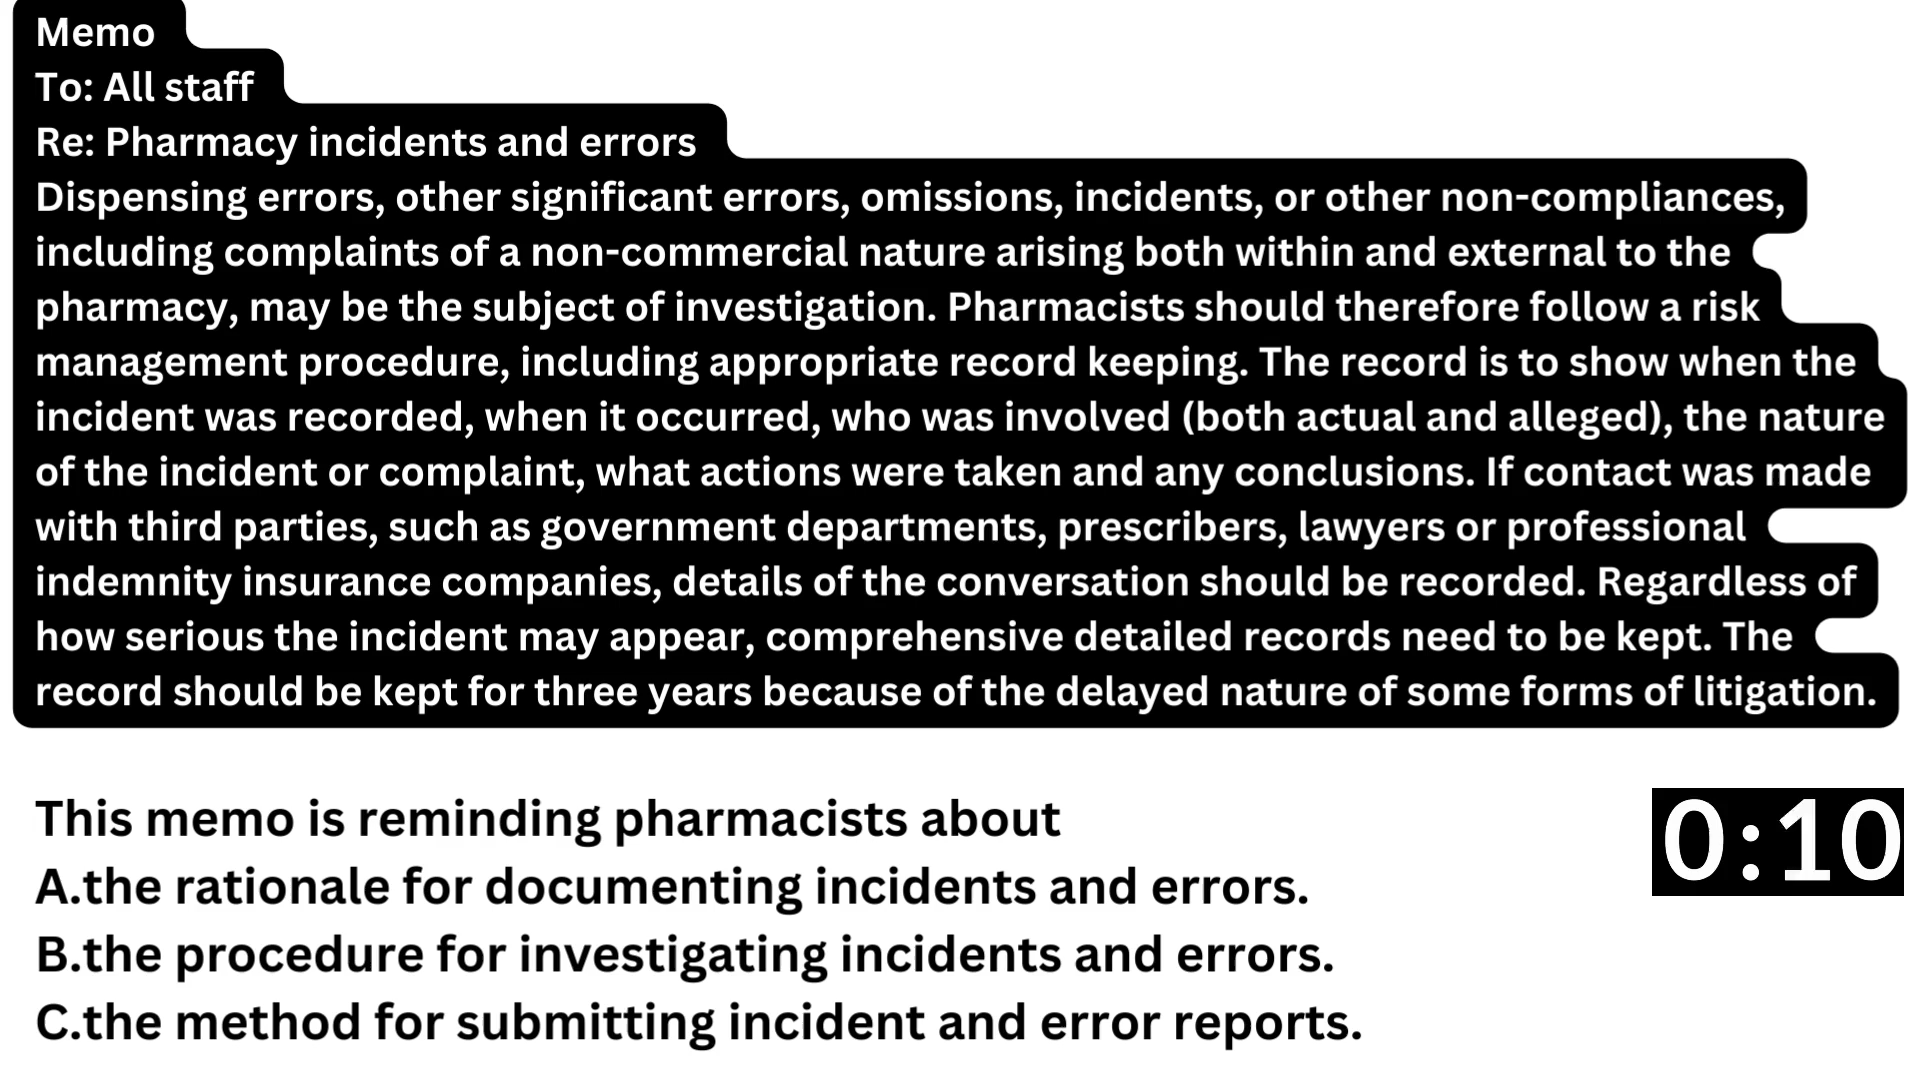 Memo
To: All staff
Re: Pharmacy incidents and errors
Dispensing errors, other significant errors, omissions, incidents, or other non-compliances,
including complaints of a non-commercial nature arising both within and external to the
pharmacy, may be the subject of investigation. Pharmacists should therefore follow a risk
management procedure, including appropriate record keeping. The record is to show when the
incident was recorded, when it occurred, who was involved (both actual and alleged), the nature
of the incident or complaint, what actions were taken and any conclusions. If contact was made
with third parties, such as government departments, prescribers, lawyers or professional
indemnity insurance companies, details of the conversation should be recorded. Regardless of
how serious the incident may appear, comprehensive detailed records need to be kept. The
record should be kept for three years because of the delayed nature of some forms of litigation.
This memo is reminding pharmacists about
A.the rationale for documenting incidents and errors.
B.the procedure for investigating incidents and errors.
C.the method for submitting incident and error reports.
0:10